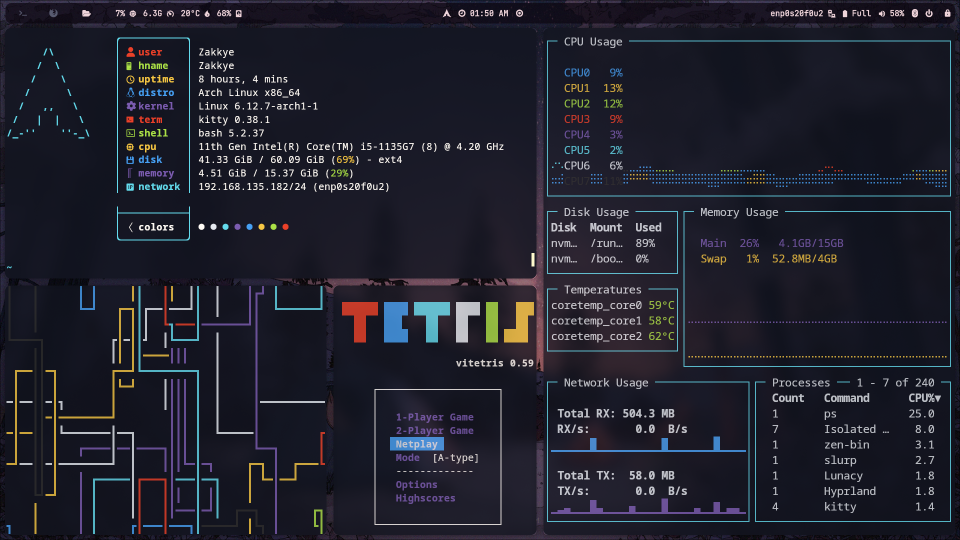 7% 6.3G 20°C 68%
01:50 AM
enp0s20f0u2 Full 58%
user Zakkye
hname Zakkye
uptime 8 hours, 4 mins
distro Arch Linux x86_64
kernel Linux 6.12.7-arch1-1
term kitty 0.38.1
shell bash 5.2.37
cpu 11th Gen Intel(R) Core(TM) i5-1135G7 (8) @ 4.20 GHz
disk 41.33 GiB / 60.09 GiB (69%) - ext4
memory 4.51 GiB / 15.37 GiB (29%)
network 192.168.135.182/24 (enp0s20f0u2)
colors
~
TETRIS
vitetris 0.59
1-Player Game
2-Player Game
Netplay
Mode [A-type]
-------------
Options
Highscores
CPU Usage
CPU0 9%
CPU1 13%
CPU2 12%
CPU3 9%
CPU4 3%
CPU5 2%
CPU6 6%
Disk Usage
Disk Mount Used
nvm… /run… 89%
nvm… /boo… 0%
Temperatures
coretemp_core0 59°C
coretemp_core1 58°C
coretemp_core2 62°C
Memory Usage
Main 26% 4.1GB/15GB
Swap 1% 52.8MB/4GB
Network Usage
Total RX: 504.3 MB
RX/s: 0.0 B/s
Total TX: 58.0 MB
TX/s: 0.0 B/s
Processes 1 - 7 of 240
Count Command CPU%▼
1 ps 25.0
7 Isolated … 8.0
1 zen-bin 3.1
1 slurp 2.7
1 Lunacy 1.8
1 Hyprland 1.8
4 kitty 1.4